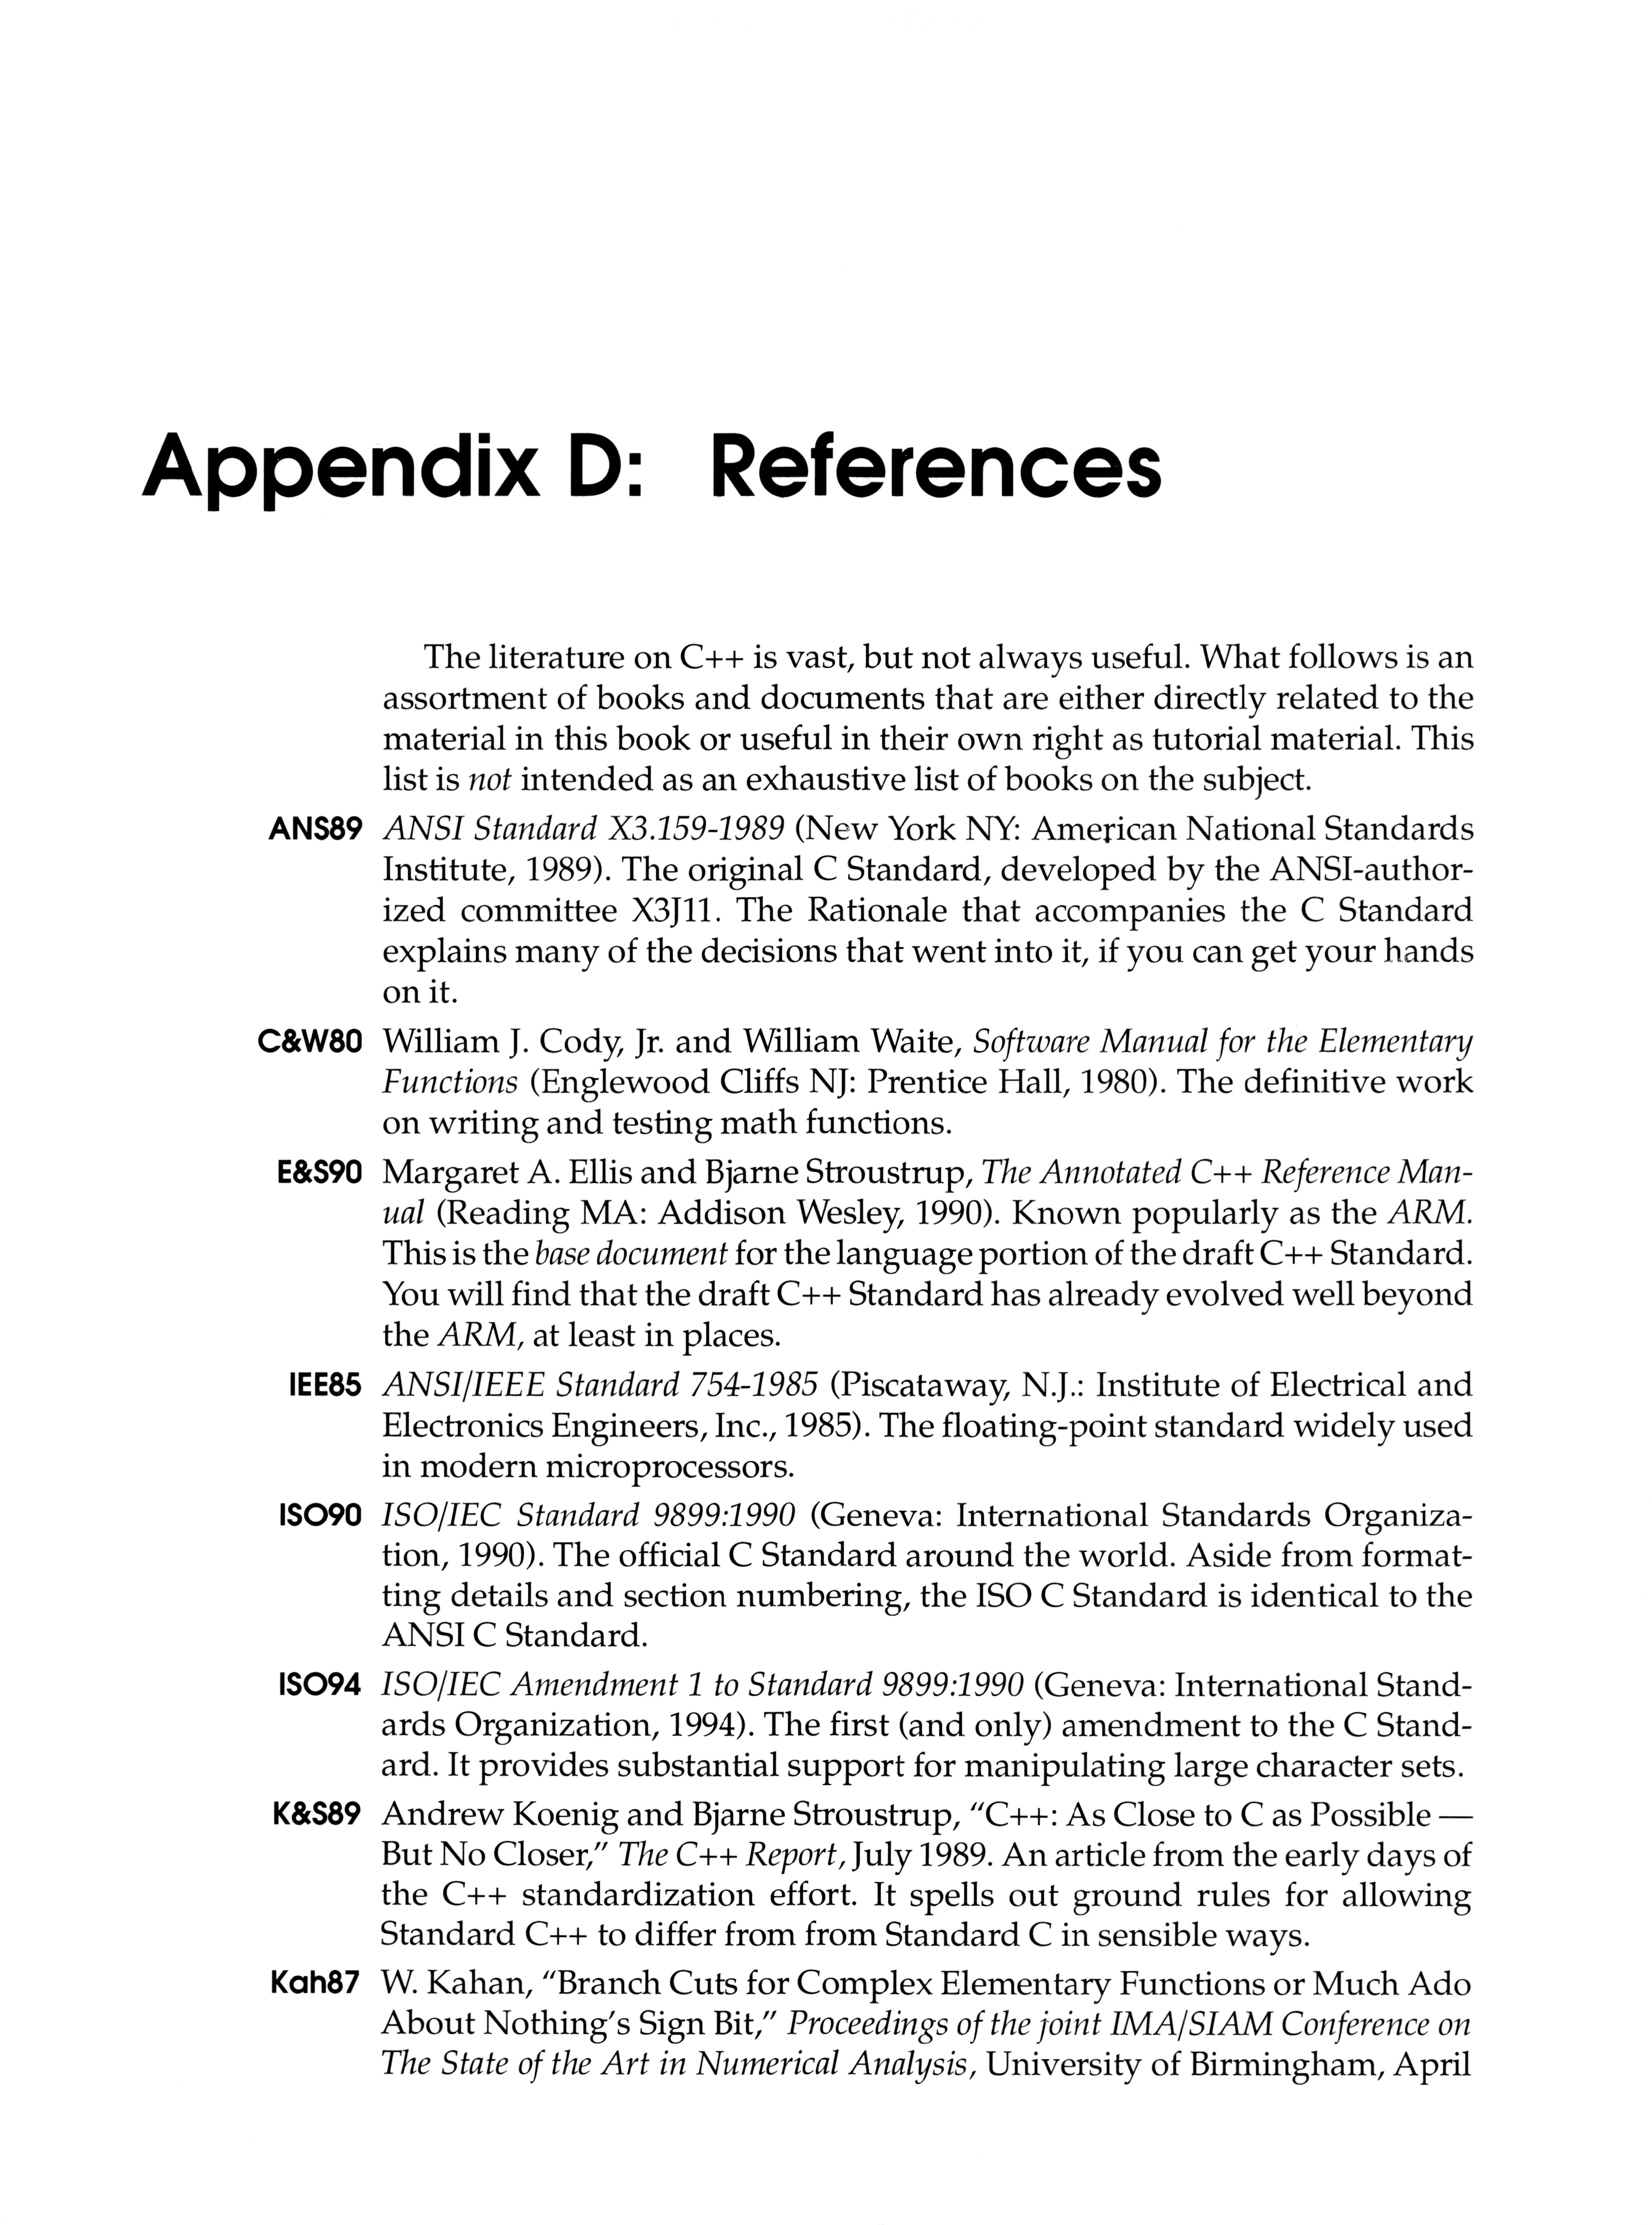 Appendix D: References
The literature on C++ is vast, but not always useful. What follows is an
assortment of books and documents that are either directly related to the
material in this book or useful in their own right as tutorial material. This
list is not intended as an exhaustive list of books on the subject.
ANS89 ANSI Standard X3.159-1989 (New York NY: American National Standards
Institute, 1989). The original C Standard, developed by the ANSI-author-
ized committee X3J11. The Rationale that accompanies the C Standard
explains many of the decisions that went into it, if you can get your hands
on it.
C&W80 William J. Cody, Jr. and William Waite, Software Manual for the Elementary
Functions (Englewood Cliffs NJ: Prentice Hall, 1980). The definitive work
on writing and testing math functions.
E&S90 Margaret A. Ellis and Bjarne Stroustrup, The Annotated C++ Reference Man-
ual (Reading MA: Addison Wesley, 1990). Known popularly as the ARM.
This is the base document for the language portion of the draft C++ Standard.
You will find that the draft C++ Standard has already evolved well beyond
the ARM, at least in places.
IEE85 ANSI/IEEE Standard 754-1985 (Piscataway, N.J.: Institute of Electrical and
Electronics Engineers, Inc., 1985). The floating-point standard widely used
in modern microprocessors.
ISO90 ISO/IEC Standard 9899:1990 (Geneva: International Standards Organiza-
tion, 1990). The official C Standard around the world. Aside from format-
ting details and section numbering, the ISO C Standard is identical to the
ANSI C Standard.
ISO94 ISO/IEC Amendment 1 to Standard 9899:1990 (Geneva: International Stand-
ards Organization, 1994). The first (and only) amendment to the C Stand-
ard. It provides substantial support for manipulating large character sets.
K&S89 Andrew Koenig and Bjarne Stroustrup, "C++: As Close to C as Possible —
But No Closer," The C++ Report, July 1989. An article from the early days of
the C++ standardization effort. It spells out ground rules for allowing
Standard C++ to differ from from Standard C in sensible ways.
Kah87 W. Kahan, "Branch Cuts for Complex Elementary Functions or Much Ado
About Nothing's Sign Bit," Proceedings of the joint IMA/SIAM Conference on
The State of the Art in Numerical Analysis, University of Birmingham, April